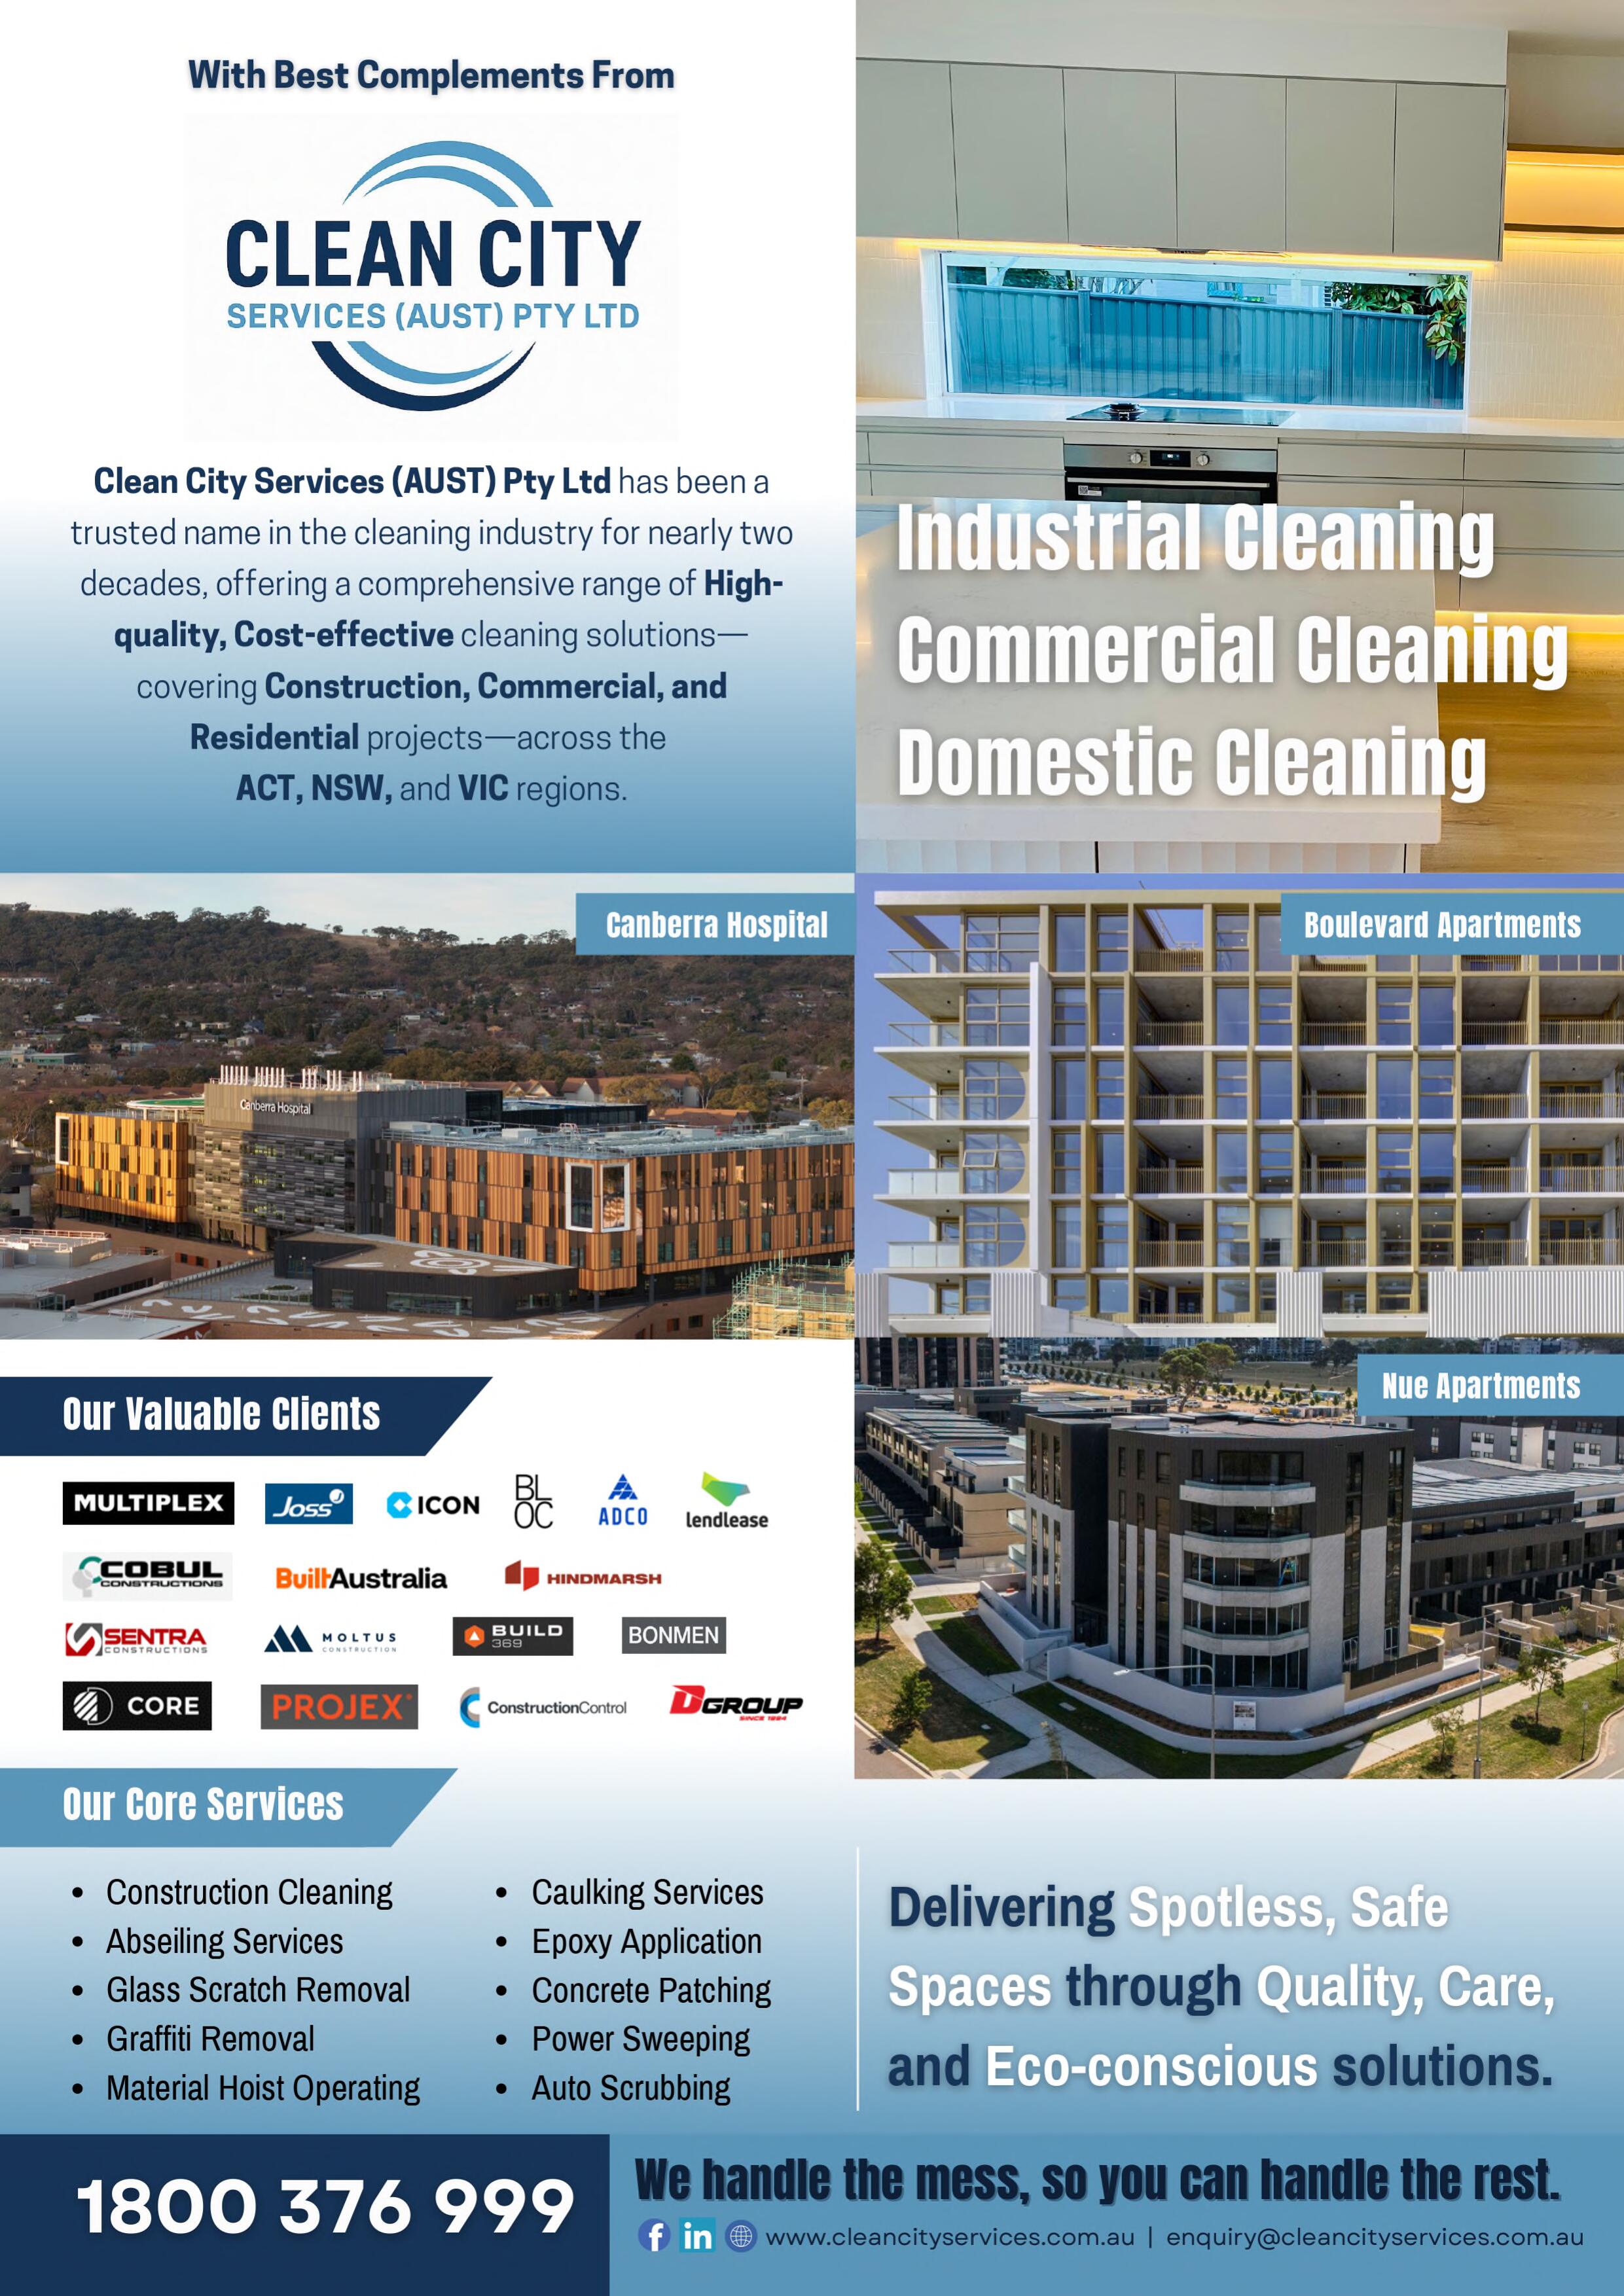 With Best Complements From
CLEAN CITY
SERVICES (AUST) PTY LTD
Clean City Services (AUST) Pty Ltd has been a
trusted name in the cleaning industry for nearly two
decades, offering a comprehensive range of High-
quality, Cost-effective cleaning solutions—
covering Construction, Commercial, and
Residential projects—across the
ACT, NSW, and VIC regions.
Industrial Cleaning
Commercial Cleaning
Domestic Cleaning
Canberra Hospital
Canberra Hospital
Boulevard Apartments
Nue Apartments
Our Valuable Clients
MULTIPLEX
Joss
ICON
BL
OC
ADCO
lendlease
COBUL
CONSTRUCTIONS
BuiltAustralia
HINDMARSH
SENTRA
CONSTRUCTIONS
MOLTUS
CONSTRUCTION
BUILD
369
BONMEN
CORE
PROJEX
ConstructionControl
DGROUP
SINCE 1994
Our Core Services
• Construction Cleaning
• Abseiling Services
• Glass Scratch Removal
• Graffiti Removal
• Material Hoist Operating
• Caulking Services
• Epoxy Application
• Concrete Patching
• Power Sweeping
• Auto Scrubbing
Delivering Spotless, Safe
Spaces through Quality, Care,
and Eco-conscious solutions.
1800 376 999
We handle the mess, so you can handle the rest.
f in www.cleancityservices.com.au | enquiry@cleancityservices.com.au